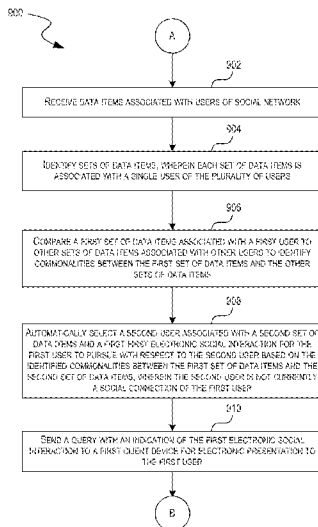 900
A
902
RECEIVE DATA ITEMS ASSOCIATED WITH USERS OF SOCIAL NETWORK
904
IDENTIFY SETS OF DATA ITEMS, WHEREIN EACH SET OF DATA ITEMS IS
ASSOCIATED WITH A SINGLE USER OF THE PLURALITY OF USERS
906
COMPARE A FIRST SET OF DATA ITEMS ASSOCIATED WITH A FIRST USER TO
OTHER SETS OF DATA ITEMS ASSOCIATED WITH OTHER USERS TO IDENTIFY
COMMONALITIES BETWEEN THE FIRST SET OF DATA ITEMS AND THE OTHER
SETS OF DATA ITEMS
908
AUTOMATICALLY SELECT A SECOND USER ASSOCIATED WITH A SECOND SET OF
DATA ITEMS AND A FIRST ELECTRONIC SOCIAL INTERACTION FOR THE
FIRST USER TO PURSUE WITH RESPECT TO THE SECOND USER BASED ON THE
IDENTIFIED COMMONALITIES BETWEEN THE FIRST SET OF DATA ITEMS AND THE
SECOND SET OF DATA ITEMS, WHEREIN THE SECOND USER IS NOT CURRENTLY
A SOCIAL CONNECTION OF THE FIRST USER
910
SEND A QUERY WITH AN INDICATION OF THE FIRST ELECTRONIC SOCIAL
INTERACTION TO A FIRST CLIENT DEVICE FOR ELECTRONIC PRESENTATION TO
THE FIRST USER
B